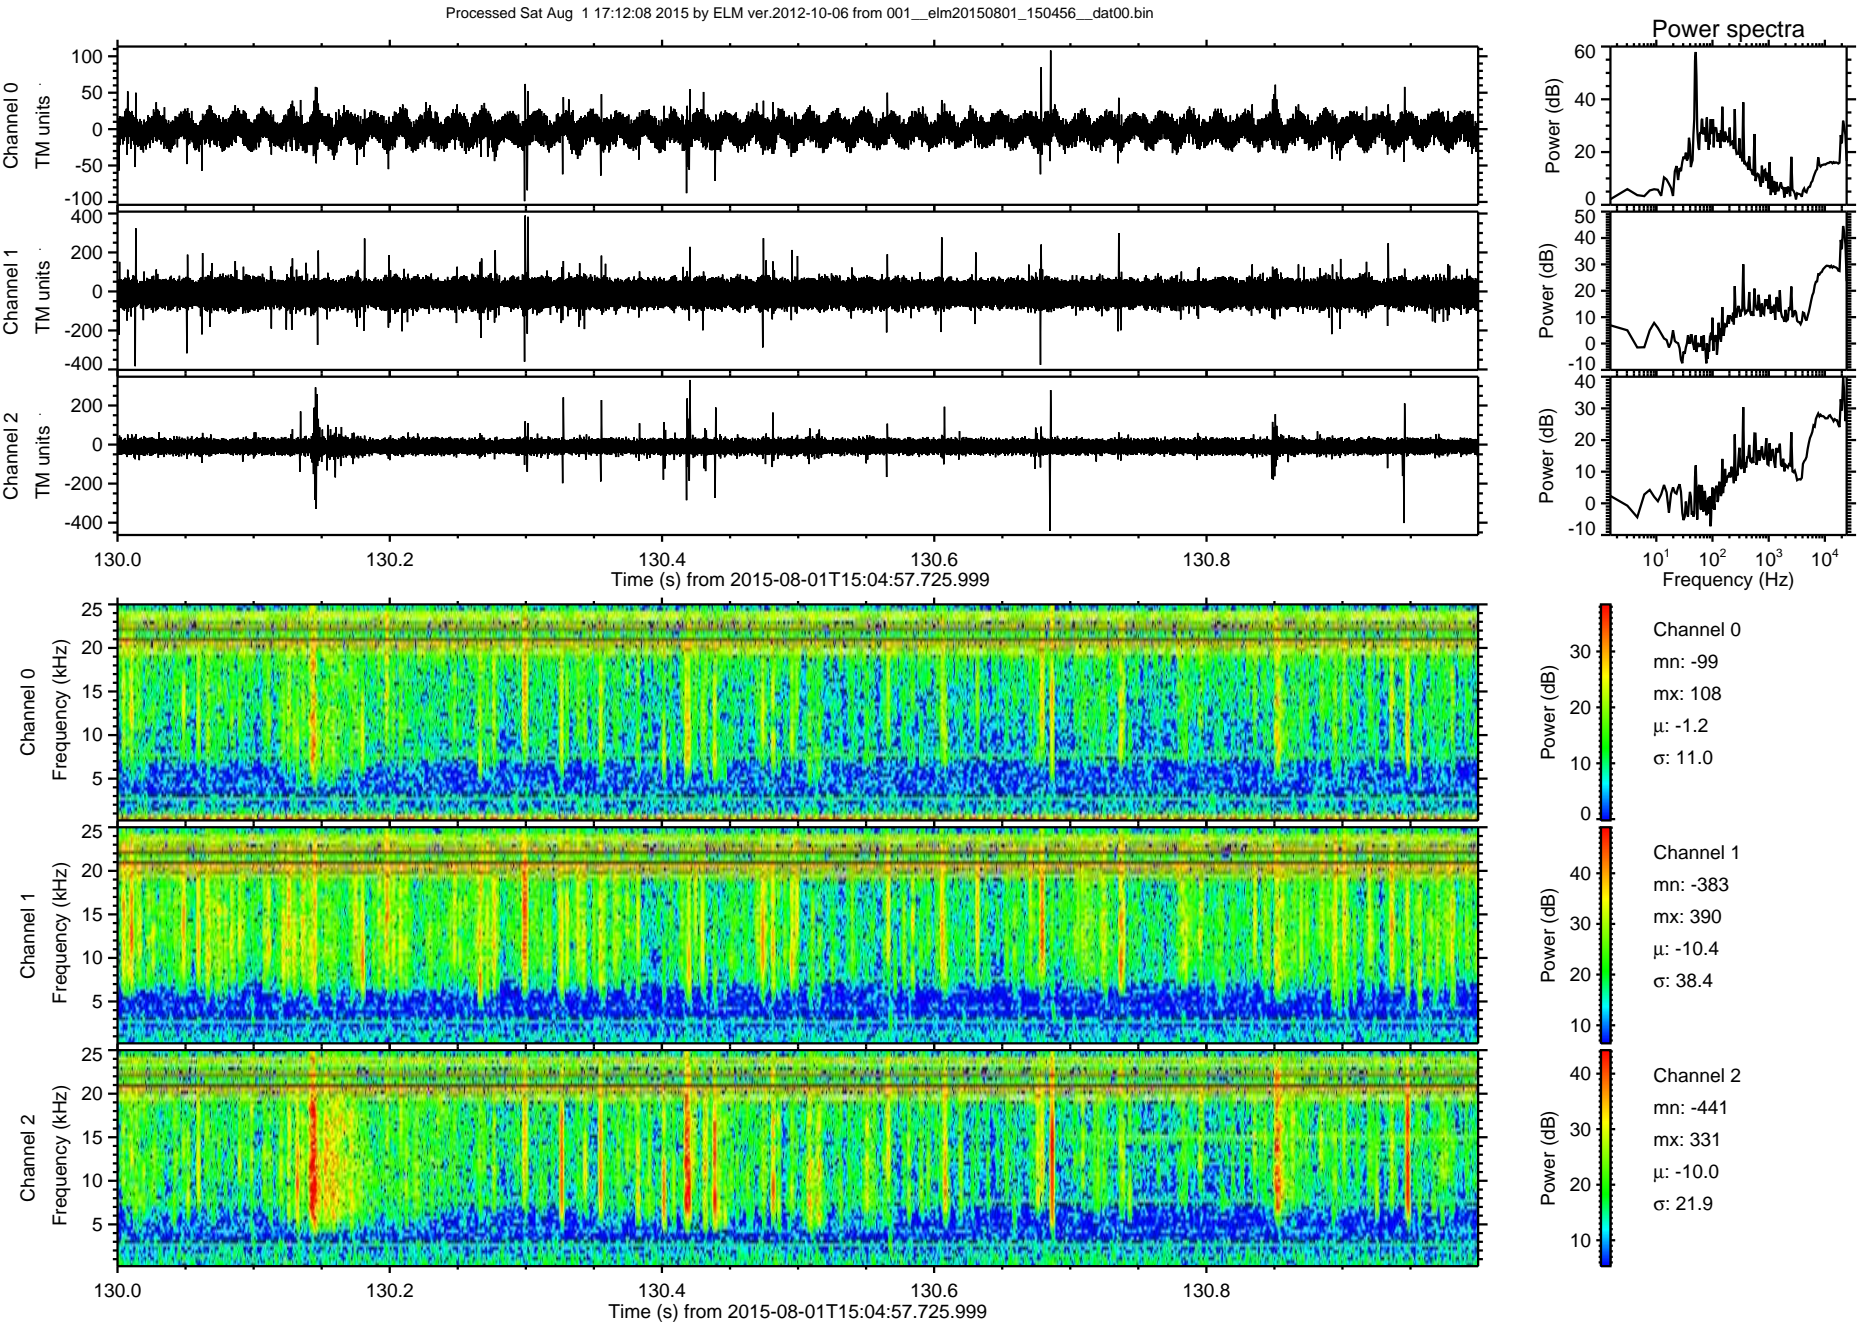 Processed Sat Aug  1 17:12:08 2015 by ELM ver.2012-10-06 from 001__elm20150801_150456__dat00.bin
Power spectra
Channel 0
TM units
100
50
0
-50
-100
Power (dB)
60
40
20
0
Channel 1
TM units
400
200
0
-200
-400
Power (dB)
50
40
30
20
10
0
-10
Channel 2
TM units
200
0
-200
-400
Power (dB)
40
30
20
10
0
-10
130.0 130.2 130.4 130.6 130.8
Time (s) from 2015-08-01T15:04:57.725.999
10^1 10^2 10^3 10^4
Frequency (Hz)
Channel 0
Frequency (kHz)
25
20
15
10
5
Power (dB)
30
20
10
0
Channel 0
mn: -99
mx: 108
μ: -1.2
σ: 11.0
Channel 1
Frequency (kHz)
25
20
15
10
5
Power (dB)
40
30
20
10
Channel 1
mn: -383
mx: 390
μ: -10.4
σ: 38.4
Channel 2
Frequency (kHz)
25
20
15
10
5
Power (dB)
40
30
20
10
Channel 2
mn: -441
mx: 331
μ: -10.0
σ: 21.9
130.0 130.2 130.4 130.6 130.8
Time (s) from 2015-08-01T15:04:57.725.999